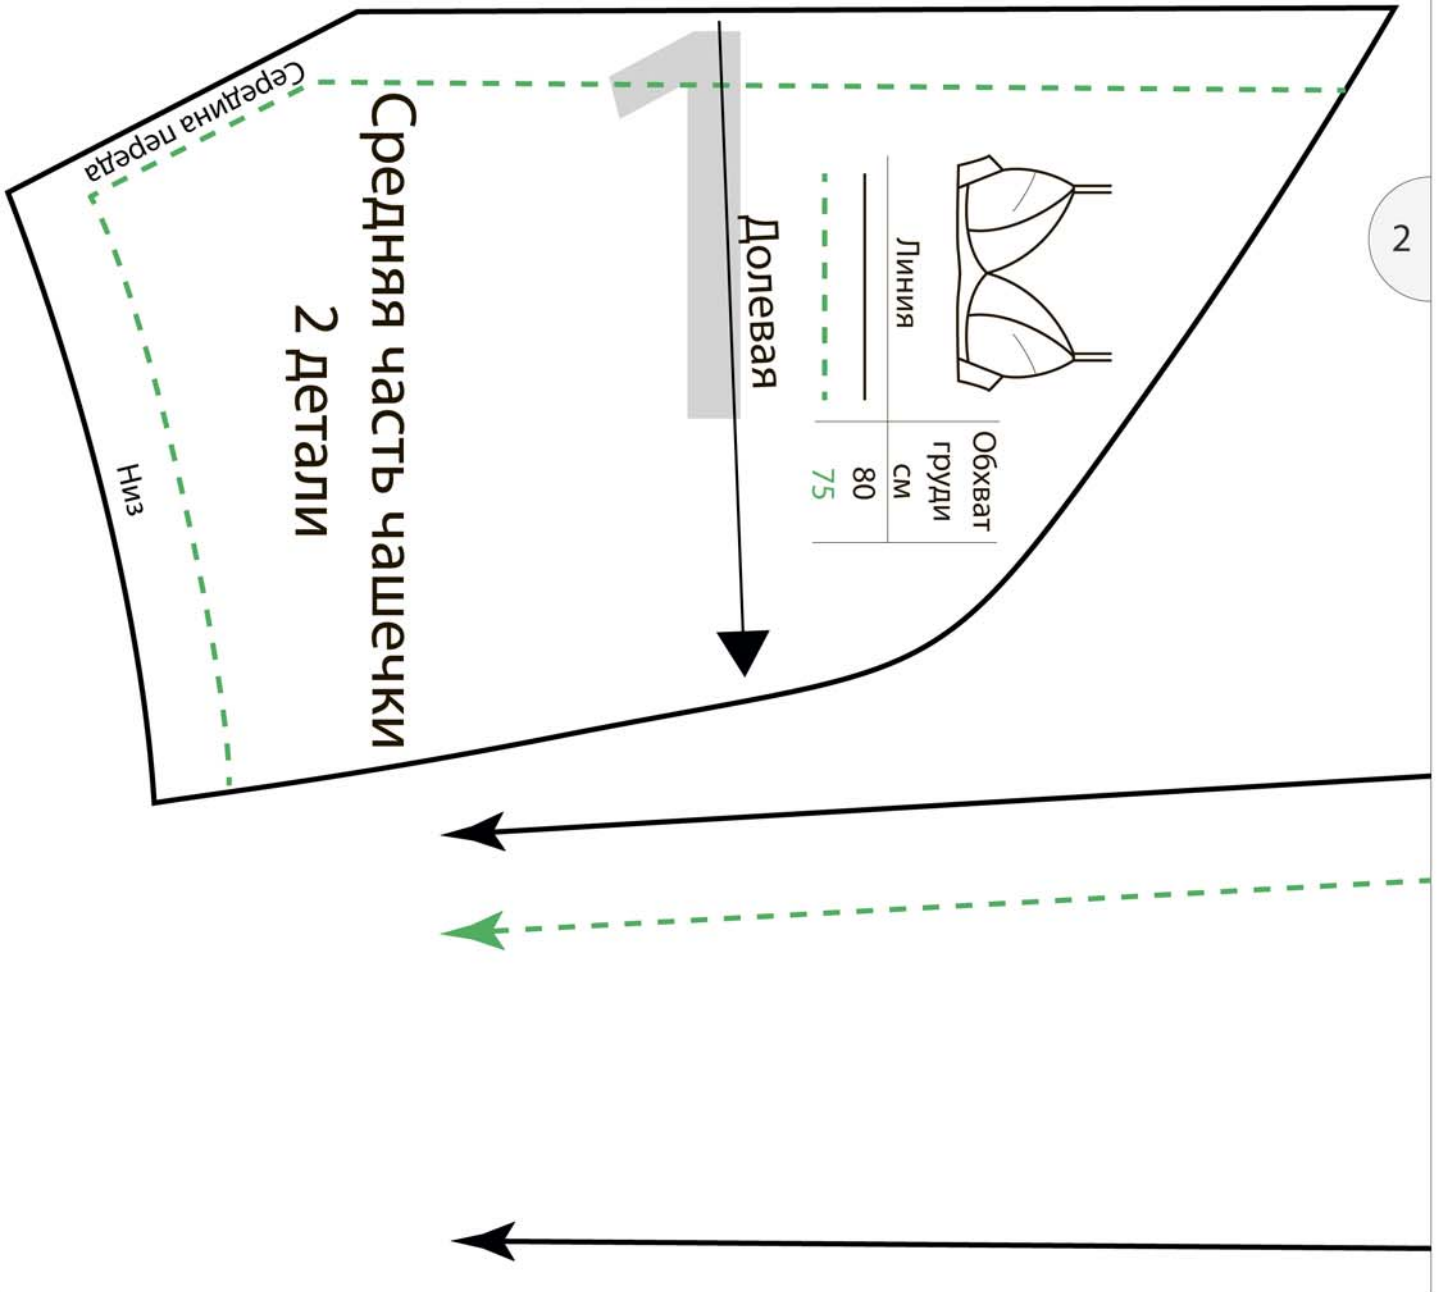 Середина переда
Средняя часть чашечки
2 детали
Низ
1
Долевая
Линия
Обхват
груди
см
80
75
2